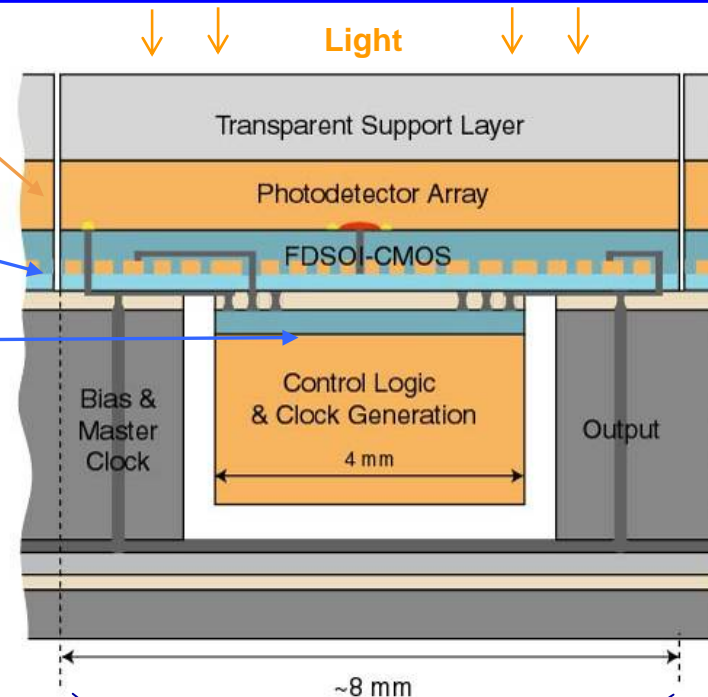 Light
Transparent Support Layer
Photodetector Array
FDSOI-CMOS
Control Logic
& Clock Generation
4 mm
Bias &
Master
Clock
Output
~8 mm